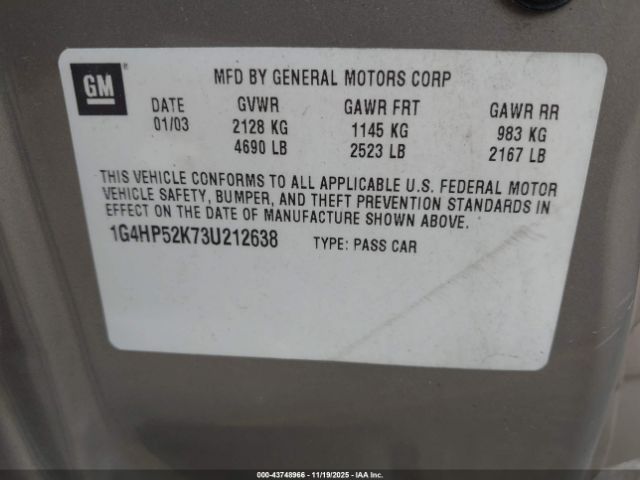 GM ®
MFD BY GENERAL MOTORS CORP
DATE GVWR GAWR FRT GAWR RR
01/03 2128 KG 1145 KG 983 KG
4690 LB 2523 LB 2167 LB
THIS VEHICLE CONFORMS TO ALL APPLICABLE U.S. FEDERAL MOTOR
VEHICLE SAFETY, BUMPER, AND THEFT PREVENTION STANDARDS IN
EFFECT ON THE DATE OF MANUFACTURE SHOWN ABOVE.
1G4HP52K73U212638 TYPE: PASS CAR
000-43748966 - 11/19/2025 - IAA Inc.